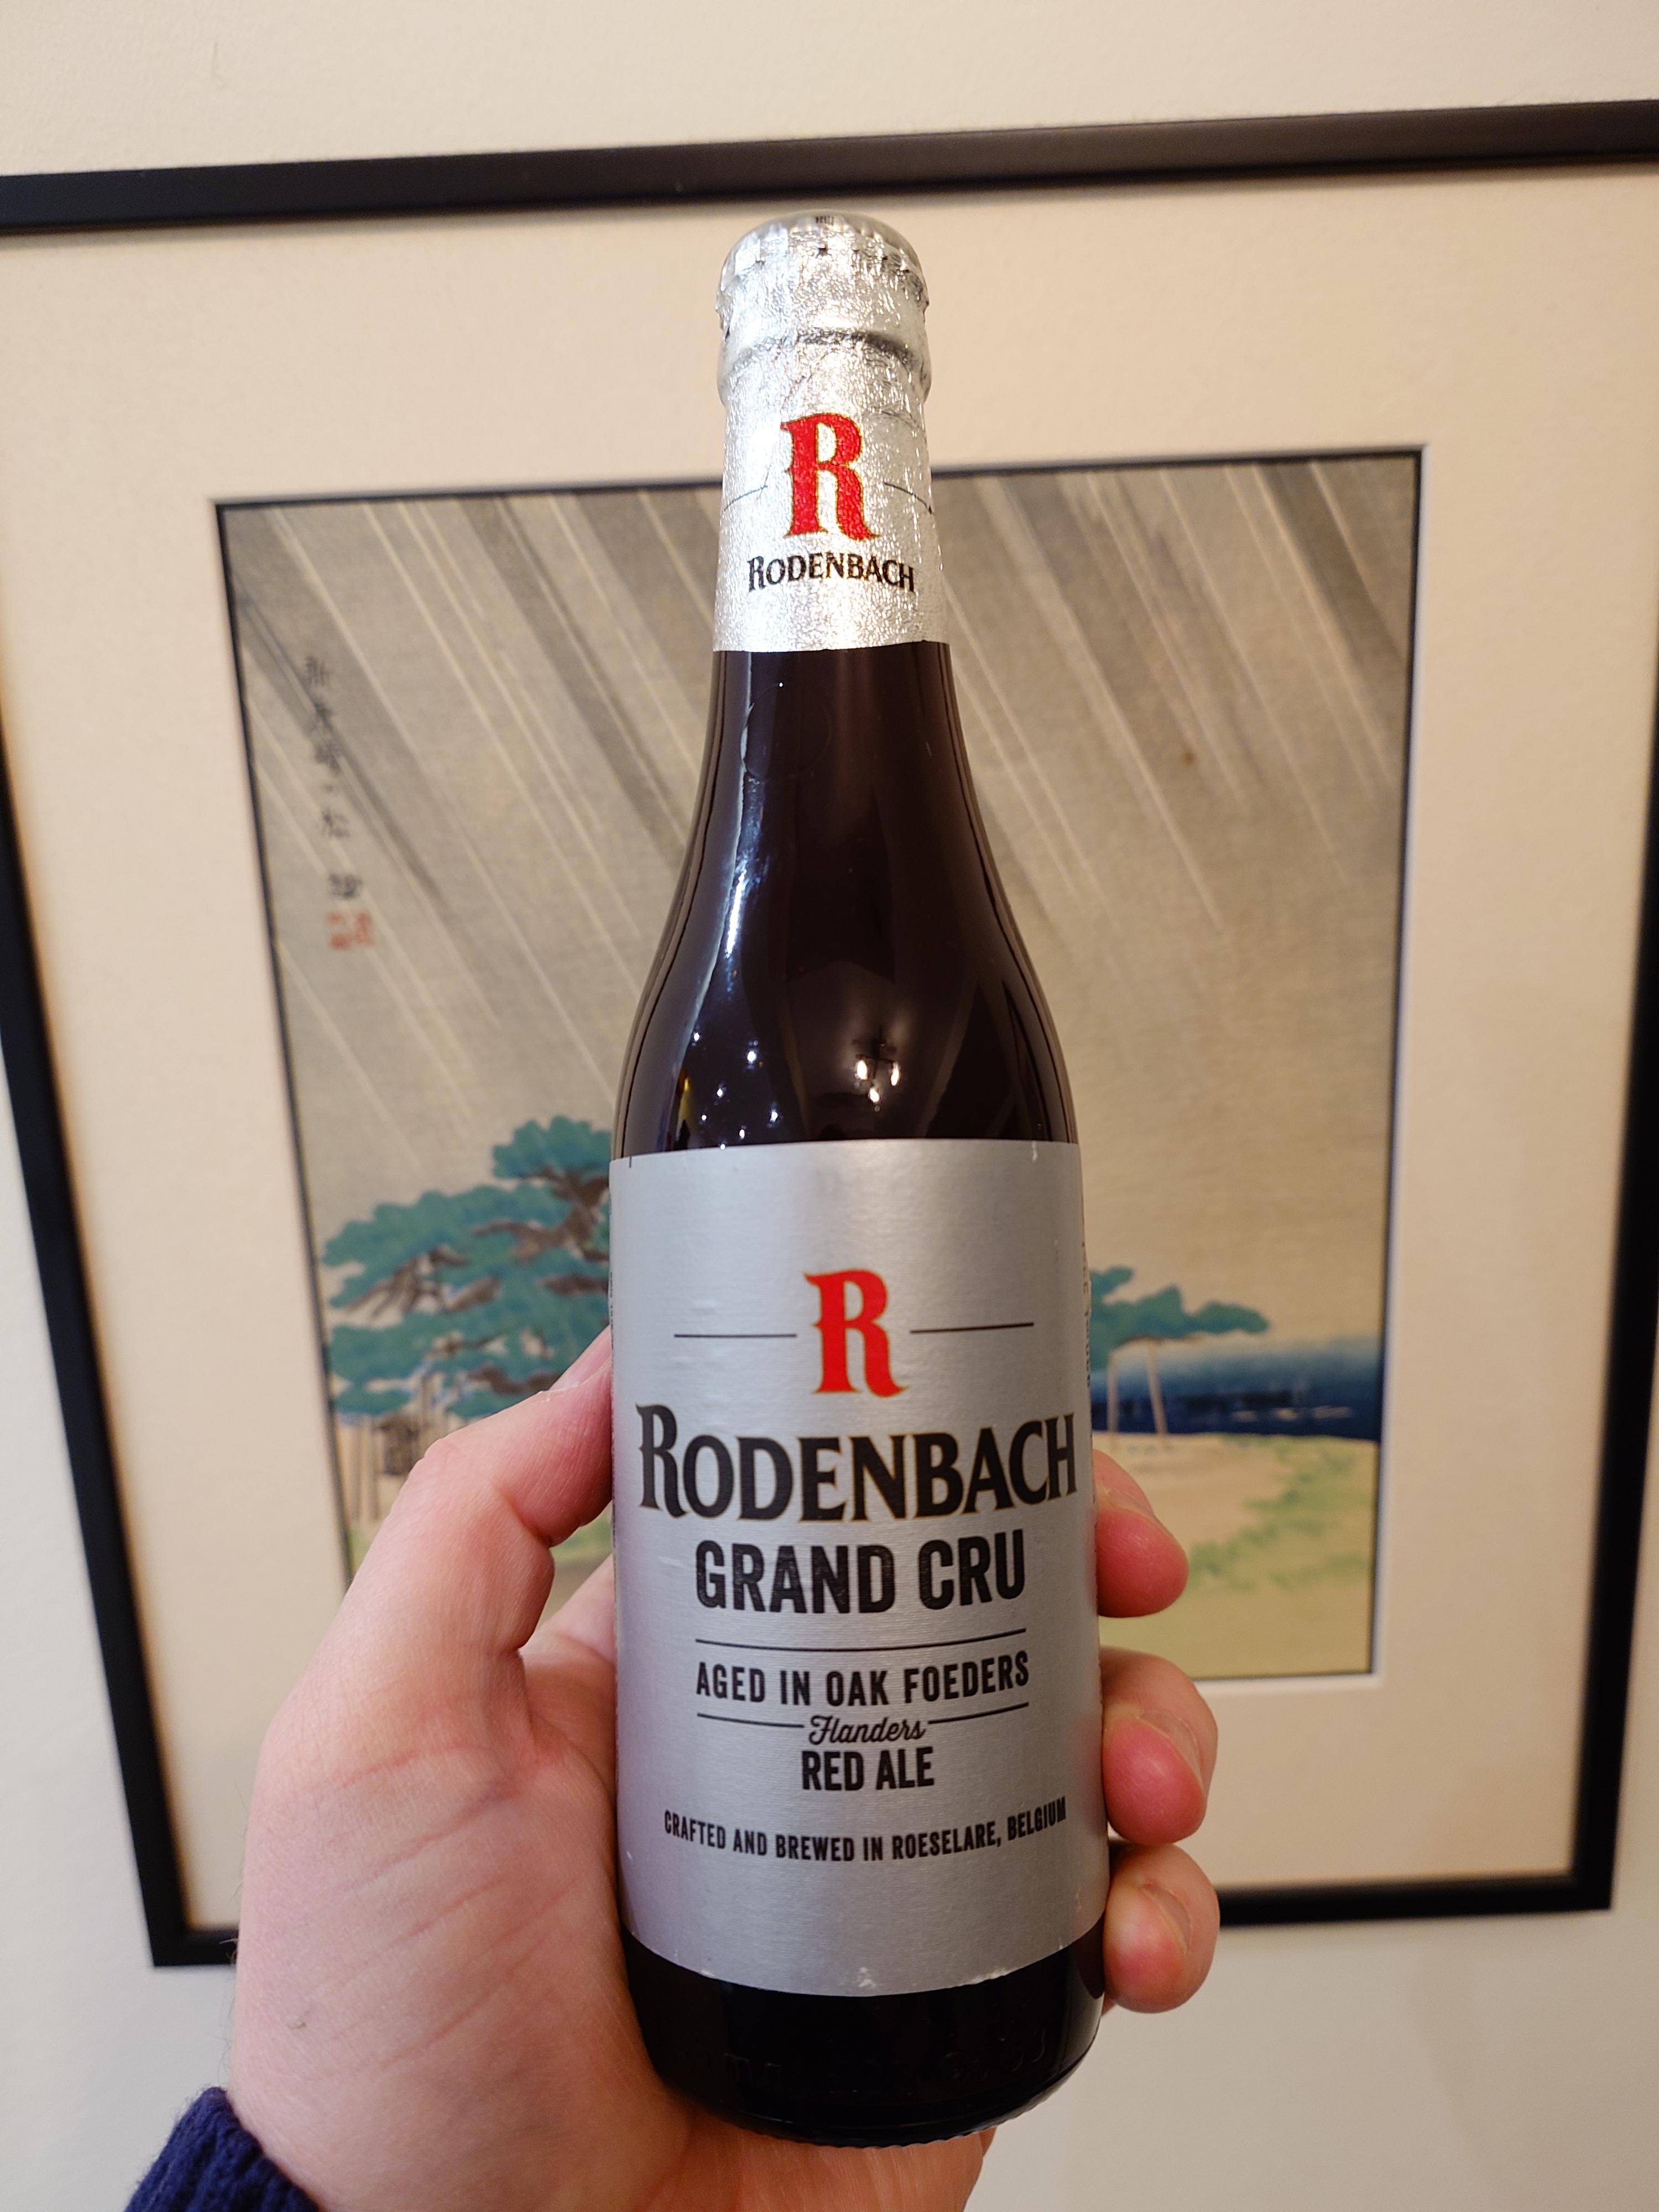 R
RODENBACH
R
RODENBACH
GRAND CRU
AGED IN OAK FOEDERS
Flanders
RED ALE
CRAFTED AND BREWED IN ROESELARE, BELGIUM